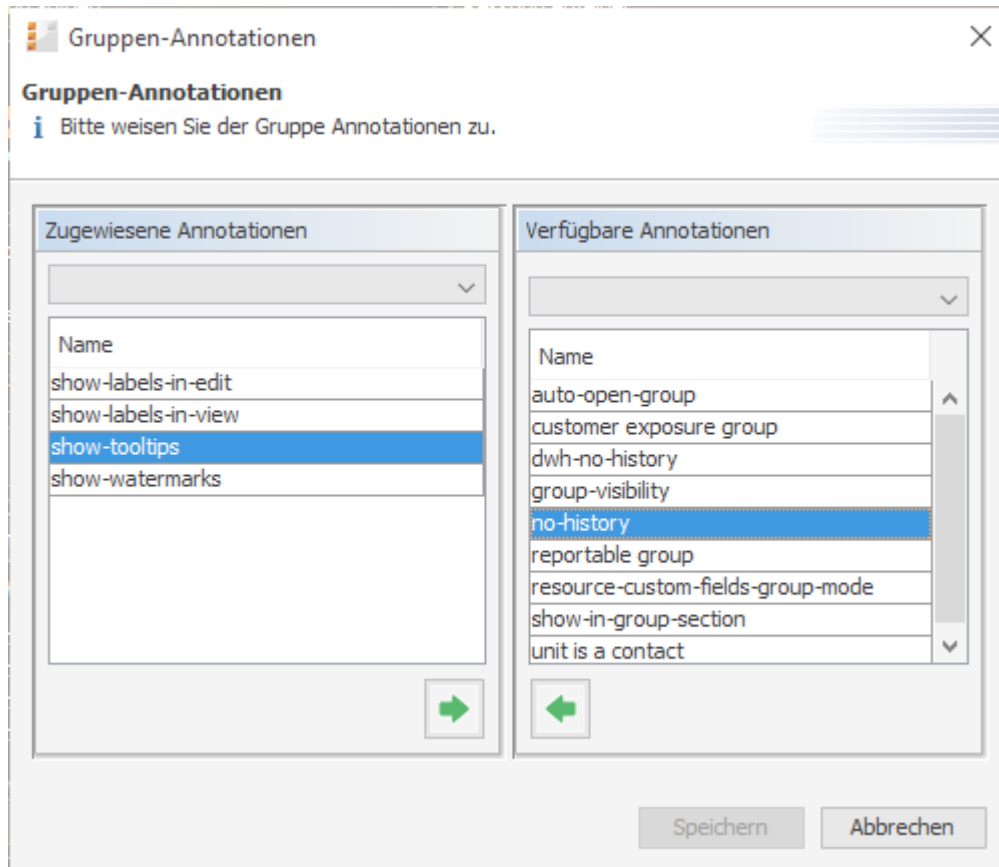 Gruppen-Annotationen
Gruppen-Annotationen
i Bitte weisen Sie der Gruppe Annotationen zu.
Zugewiesene Annotationen
Name
show-labels-in-edit
show-labels-in-view
show-tooltips
show-watermarks
Verfügbare Annotationen
Name
auto-open-group
customer exposure group
dwh-no-history
group-visibility
no-history
reportable group
resource-custom-fields-group-mode
show-in-group-section
unit is a contact
Speichern
Abbrechen